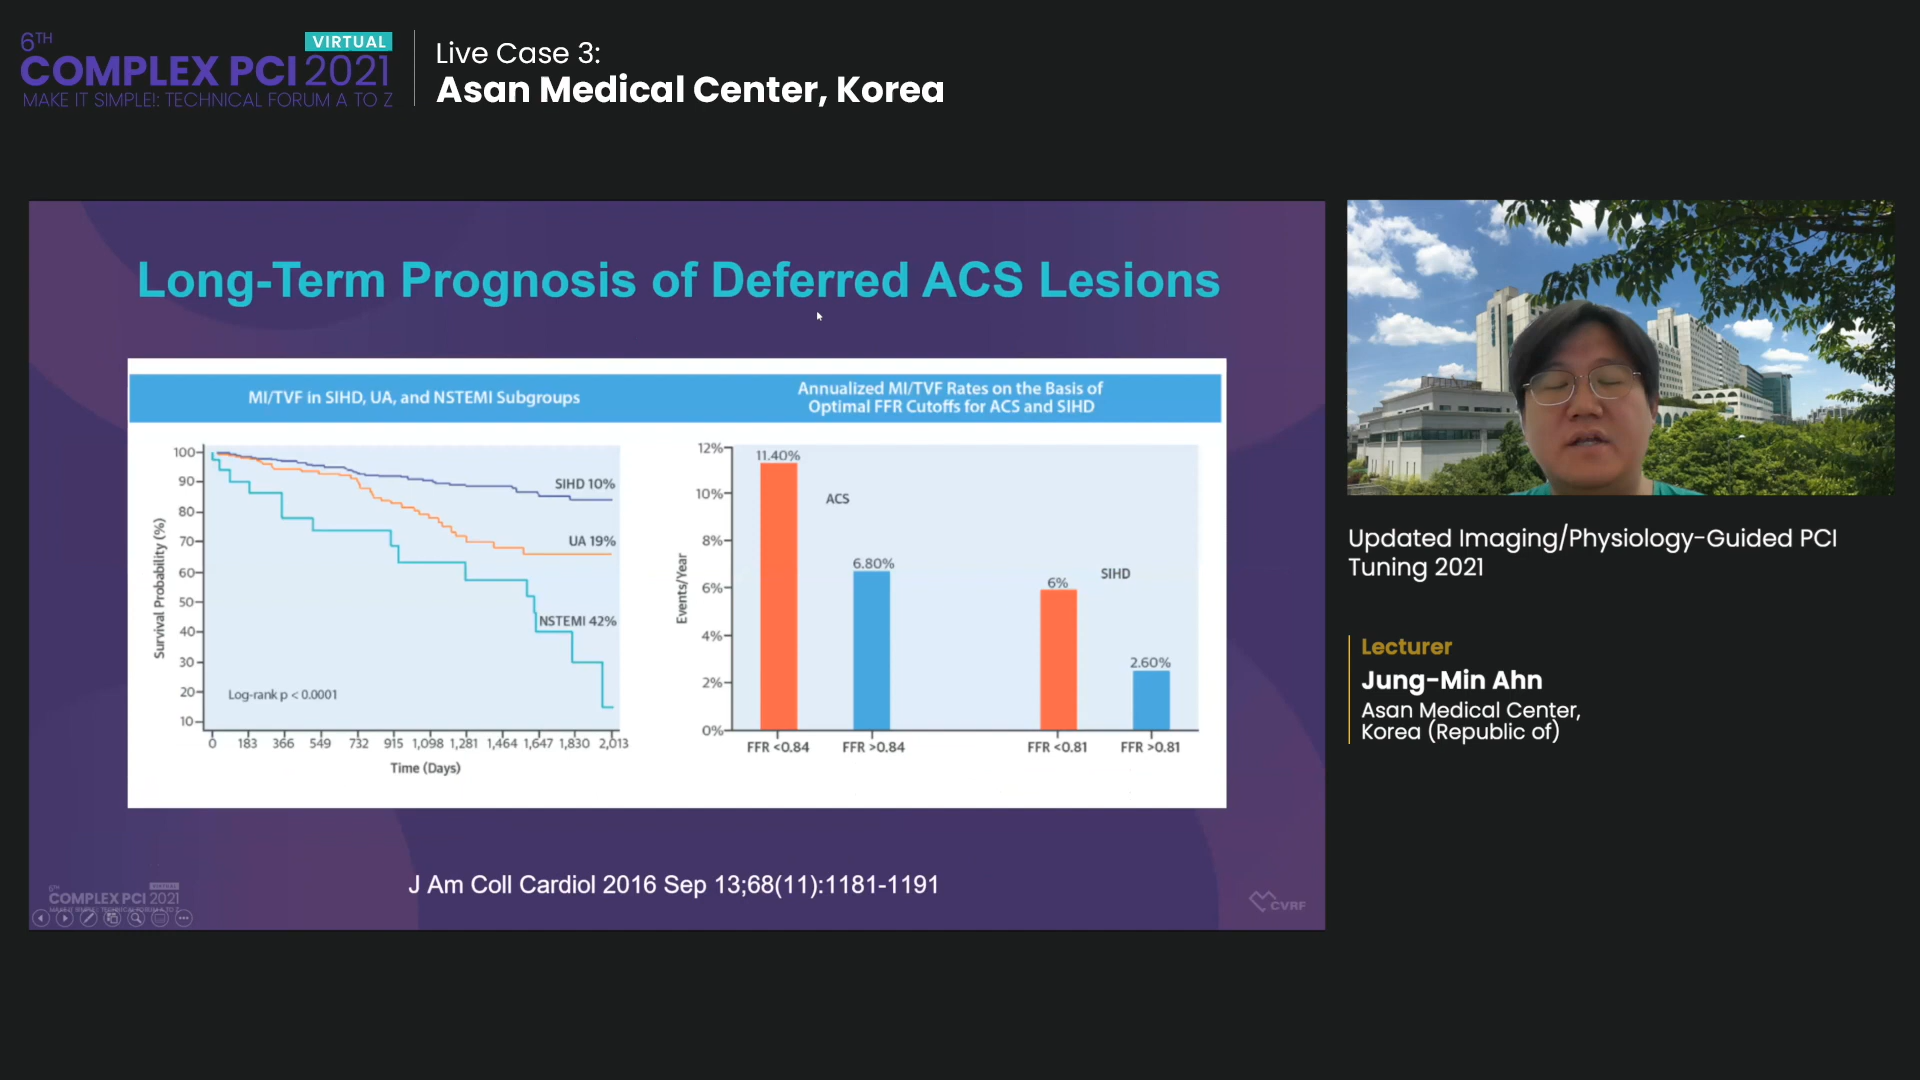 6TH
VIRTUAL
COMPLEX PCI 2021
MAKE IT SIMPLE!: TECHNICAL FORUM A TO Z
Live Case 3:
Asan Medical Center, Korea
Long-Term Prognosis of Deferred ACS Lesions
MI/TVF in SIHD, UA, and NSTEMI Subgroups
Survival Probability (%)
100
90
80
70
60
50
40
30
20
10
SIHD 10%
UA 19%
NSTEMI 42%
Log-rank p < 0.0001
0 183 366 549 732 915 1,098 1,281 1,464 1,647 1,830 2,013
Time (Days)
Annualized MI/TVF Rates on the Basis of
Optimal FFR Cutoffs for ACS and SIHD
Events/Year
12%
10%
8%
6%
4%
2%
0%
11.40%
ACS
6.80%
6%
SIHD
2.60%
FFR <0.84 FFR >0.84 FFR <0.81 FFR >0.81
J Am Coll Cardiol 2016 Sep 13;68(11):1181-1191
6TH
VIRTUAL
COMPLEX PCI 2021
CVRF
Updated Imaging/Physiology-Guided PCI
Tuning 2021
Lecturer
Jung-Min Ahn
Asan Medical Center,
Korea (Republic of)